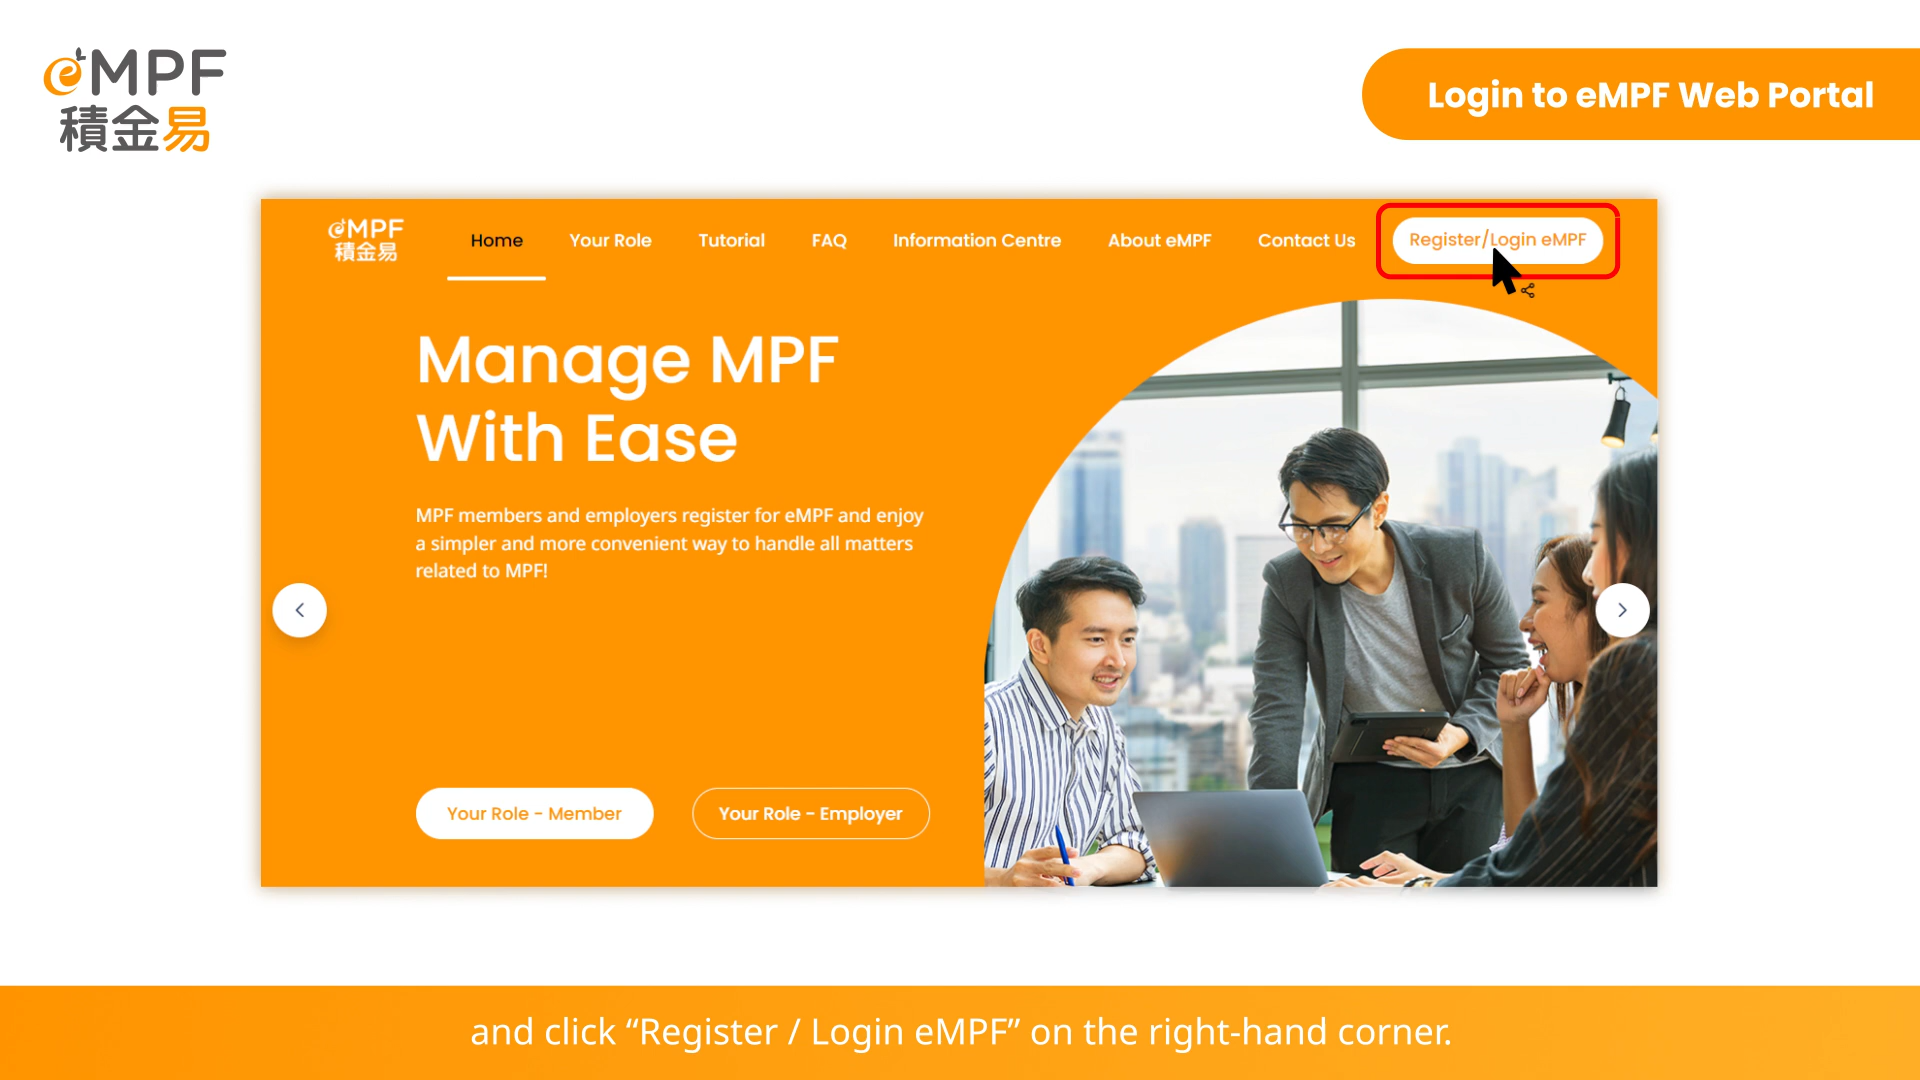 eMPF
積金易
Login to eMPF Web Portal
eMPF
積金易
Home
Your Role
Tutorial
FAQ
Information Centre
About eMPF
Contact Us
Register/Login eMPF
Manage MPF
With Ease
MPF members and employers register for eMPF and enjoy
a simpler and more convenient way to handle all matters
related to MPF!
Your Role - Member
Your Role - Employer
and click “Register / Login eMPF” on the right-hand corner.